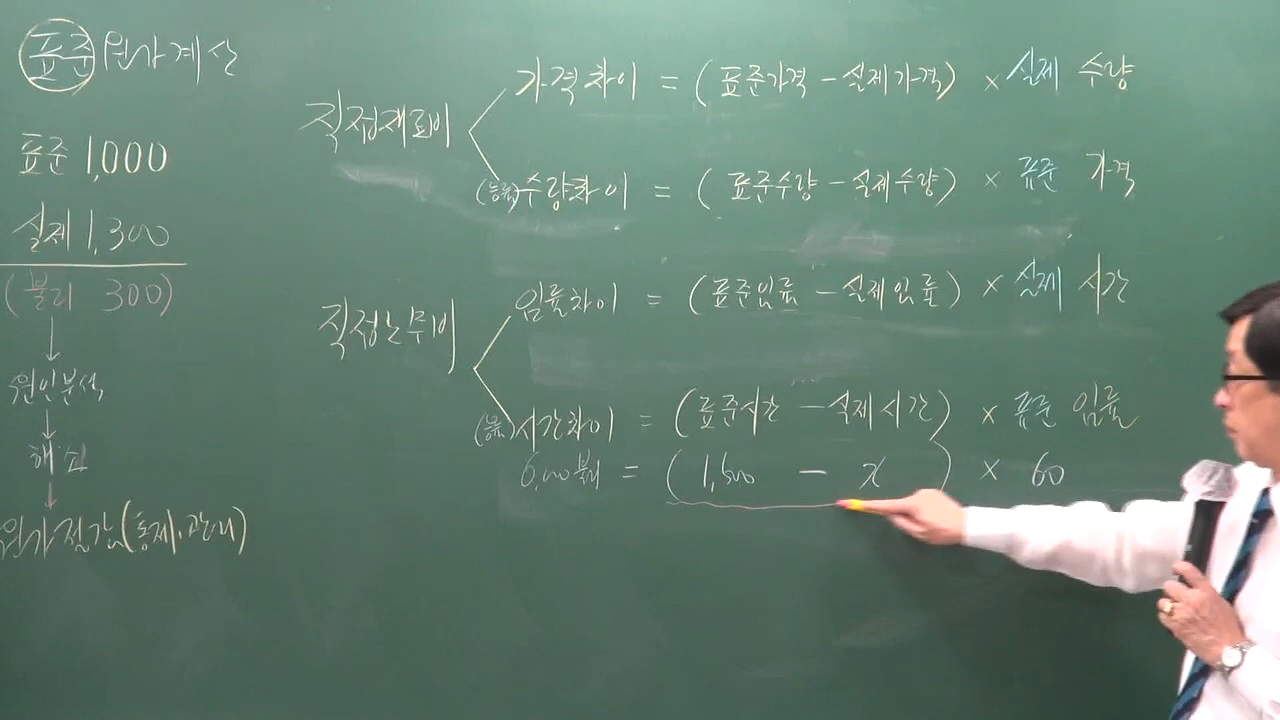 표준원가계산
표준 1,000
실제 1,300
(불리 300)
↓
원인분석,
↓
해소
↓
원가절감(통제, 관리)
직접재료비
가격차이 = (표준가격 - 실제가격) × 실제 수량
(능률)수량차이 = (표준수량 - 실제수량) × 표준 가격
직접노무비
임률차이 = (표준임률 - 실제임률) × 실제 시간
(능률)시간차이 = (표준시간 - 실제시간) × 표준 임률
6,000불리 = (1,500 - x) × 60